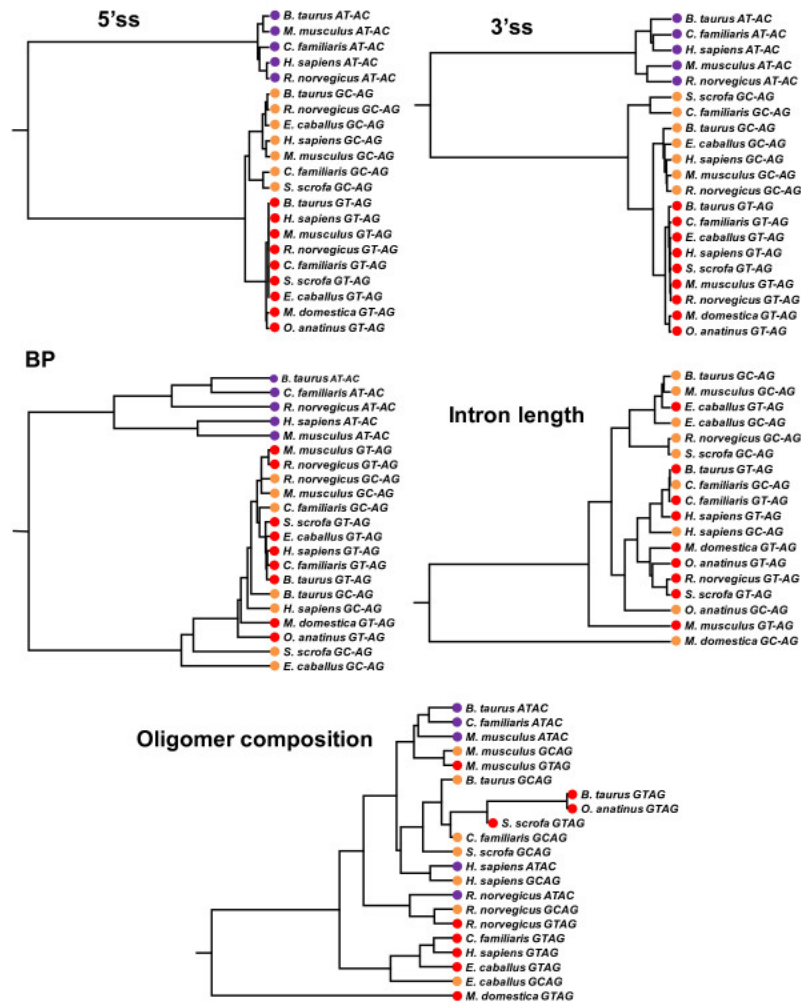 5'ss
B. taurus AT-AC
M. musculus AT-AC
C. familiaris AT-AC
H. sapiens AT-AC
R. norvegicus AT-AC
B. taurus GC-AG
R. norvegicus GC-AG
E. caballus GC-AG
H. sapiens GC-AG
M. musculus GC-AG
C. familiaris GC-AG
S. scrofa GC-AG
B. taurus GT-AG
H. sapiens GT-AG
M. musculus GT-AG
R. norvegicus GT-AG
C. familiaris GT-AG
S. scrofa GT-AG
E. caballus GT-AG
M. domestica GT-AG
O. anatinus GT-AG
3'ss
B. taurus AT-AC
C. familiaris AT-AC
H. sapiens AT-AC
M. musculus AT-AC
R. norvegicus AT-AC
S. scrofa GC-AG
C. familiaris GC-AG
B. taurus GC-AG
E. caballus GC-AG
H. sapiens GC-AG
M. musculus GC-AG
R. norvegicus GC-AG
B. taurus GT-AG
C. familiaris GT-AG
E. caballus GT-AG
H. sapiens GT-AG
S. scrofa GT-AG
M. musculus GT-AG
R. norvegicus GT-AG
M. domestica GT-AG
O. anatinus GT-AG
BP
B. taurus AT-AC
C. familiaris AT-AC
R. norvegicus AT-AC
H. sapiens AT-AC
M. musculus AT-AC
M. musculus GT-AG
R. norvegicus GT-AG
R. norvegicus GC-AG
M. musculus GC-AG
C. familiaris GC-AG
S. scrofa GT-AG
E. caballus GT-AG
H. sapiens GT-AG
C. familiaris GT-AG
B. taurus GT-AG
B. taurus GC-AG
H. sapiens GC-AG
M. domestica GT-AG
O. anatinus GT-AG
S. scrofa GC-AG
E. caballus GC-AG
Intron length
B. taurus GC-AG
M. musculus GC-AG
E. caballus GT-AG
E. caballus GC-AG
R. norvegicus GC-AG
S. scrofa GC-AG
B. taurus GT-AG
C. familiaris GC-AG
C. familiaris GT-AG
H. sapiens GT-AG
H. sapiens GC-AG
M. domestica GT-AG
O. anatinus GT-AG
R. norvegicus GT-AG
S. scrofa GT-AG
O. anatinus GC-AG
M. musculus GT-AG
M. domestica GC-AG
Oligomer composition
B. taurus ATAC
C. familiaris ATAC
M. musculus ATAC
M. musculus GCAG
M. musculus GTAG
B. taurus GCAG
B. taurus GTAG
O. anatinus GTAG
S. scrofa GTAG
C. familiaris GCAG
S. scrofa GCAG
H. sapiens ATAC
H. sapiens GCAG
R. norvegicus ATAC
R. norvegicus GCAG
R. norvegicus GTAG
C. familiaris GTAG
H. sapiens GTAG
E. caballus GTAG
E. caballus GCAG
M. domestica GTAG